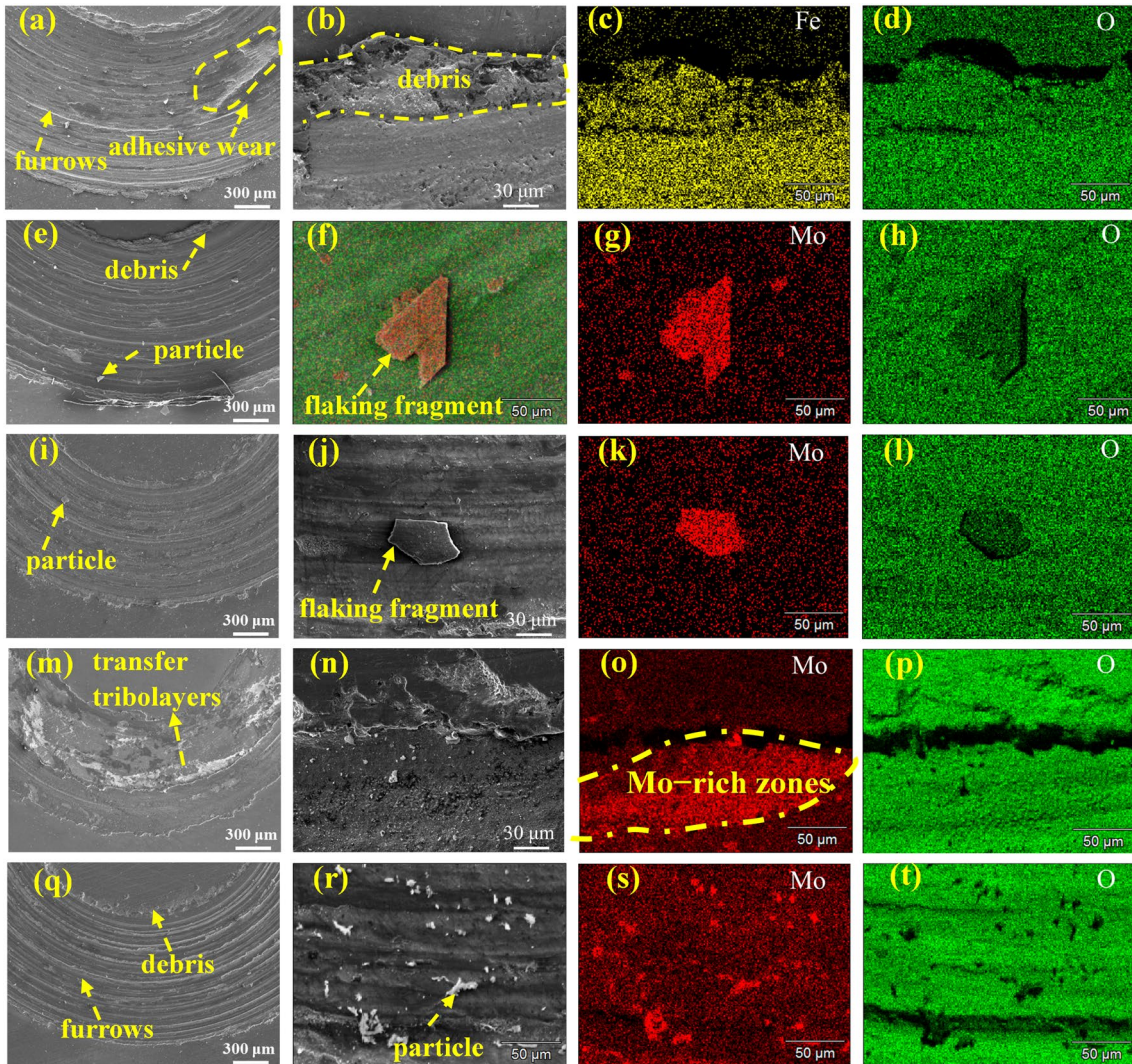 (a)
furrows
adhesive wear
300 μm
(b)
debris
30 μm
(c)
Fe
50 μm
(d)
O
50 μm
(e)
debris
particle
300 μm
(f)
flaking fragment
50 μm
(g)
Mo
50 μm
(h)
O
50 μm
(i)
particle
300 μm
(j)
flaking fragment
30 μm
(k)
Mo
50 μm
(l)
O
50 μm
(m)
transfer
tribolayers
300 μm
(n)
30 μm
(o)
Mo
Mo−rich zones
50 μm
(p)
O
50 μm
(q)
debris
furrows
300 μm
(r)
particle
50 μm
(s)
Mo
50 μm
(t)
O
50 μm